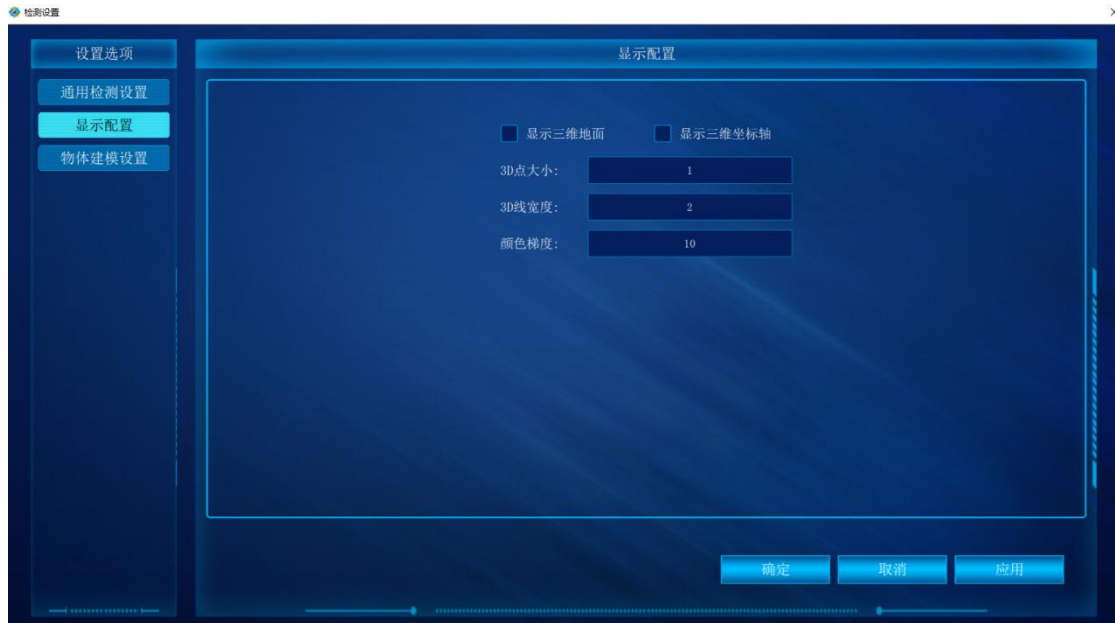 检测设置
设置选项
通用检测设置
显示配置
物体建模设置
显示配置
显示三维地面 显示三维坐标轴
3D点大小: 1
3D线宽度: 2
颜色梯度: 10
确定 取消 应用